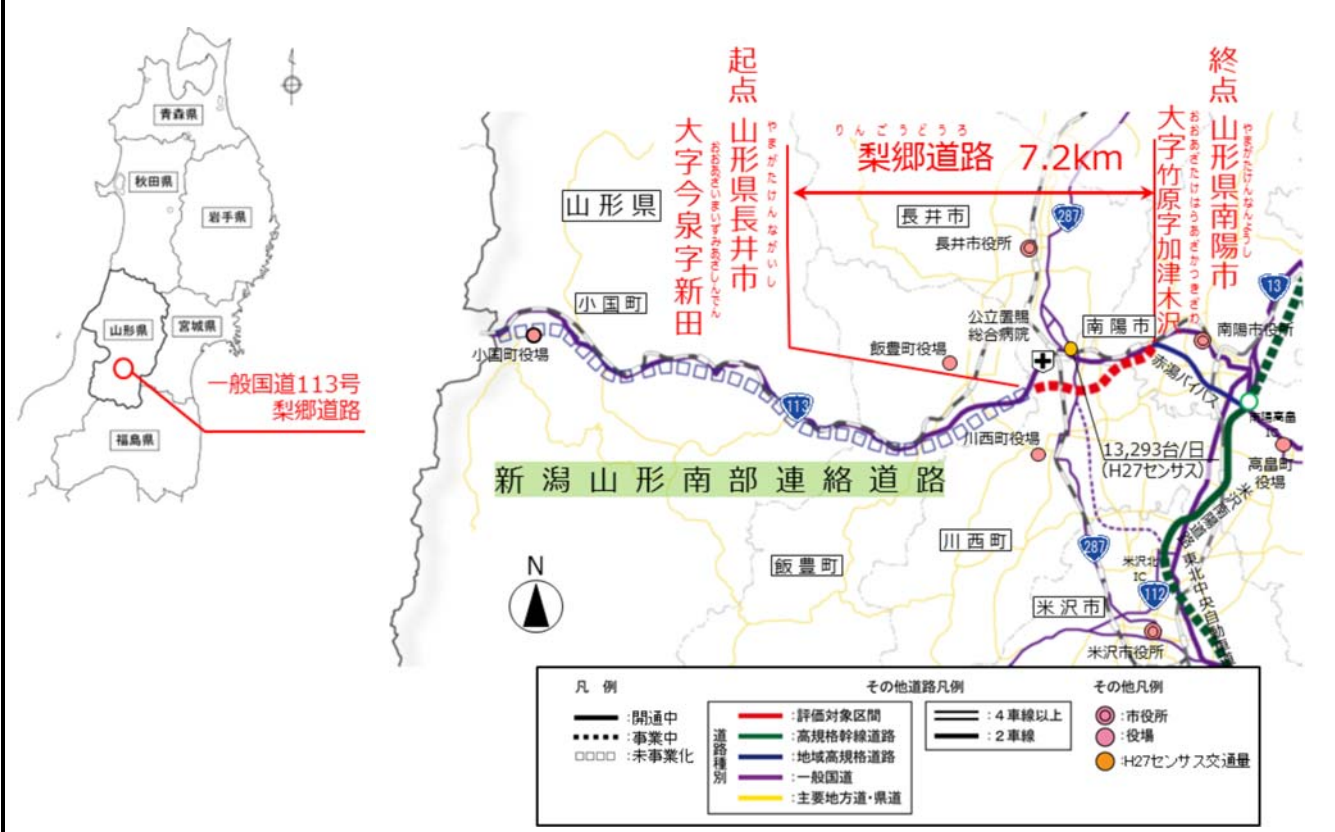 青森県
秋田県
岩手県
山形県
宮城県
福島県
一般国道113号
梨郷道路
起点 山形県長井市
やまがたけんながいし
大字今泉字新田
おおあざいまいずみあざしんでん
りんごうどうろ
梨郷道路 7.2km
終点 山形県南陽市
やまがたけんなんようし
大字竹原字加津木沢
おおあざたけはらあざかつきざわ
山形県
長井市
長井市役所
287
13
小国町
小国町役場
公立置賜
総合病院
飯豊町役場
南陽市
南陽市役所
赤湯バイパス
113
川西町役場
13,293台/日
(H27センサス)
南陽高畠
IC
高畠町
役場
新潟山形南部連絡道路
米沢南陽道路
東北中央自動車道
川西町
飯豊町
287
米沢北
IC
112
米沢市
米沢市役所
N
凡 例
:開通中
:事業中
:未事業化
その他道路凡例
道路種別
:評価対象区間
:高規格幹線道路
:地域高規格道路
:一般国道
:主要地方道・県道
:4車線以上
:2車線
その他凡例
:市役所
:役場
:H27センサス交通量